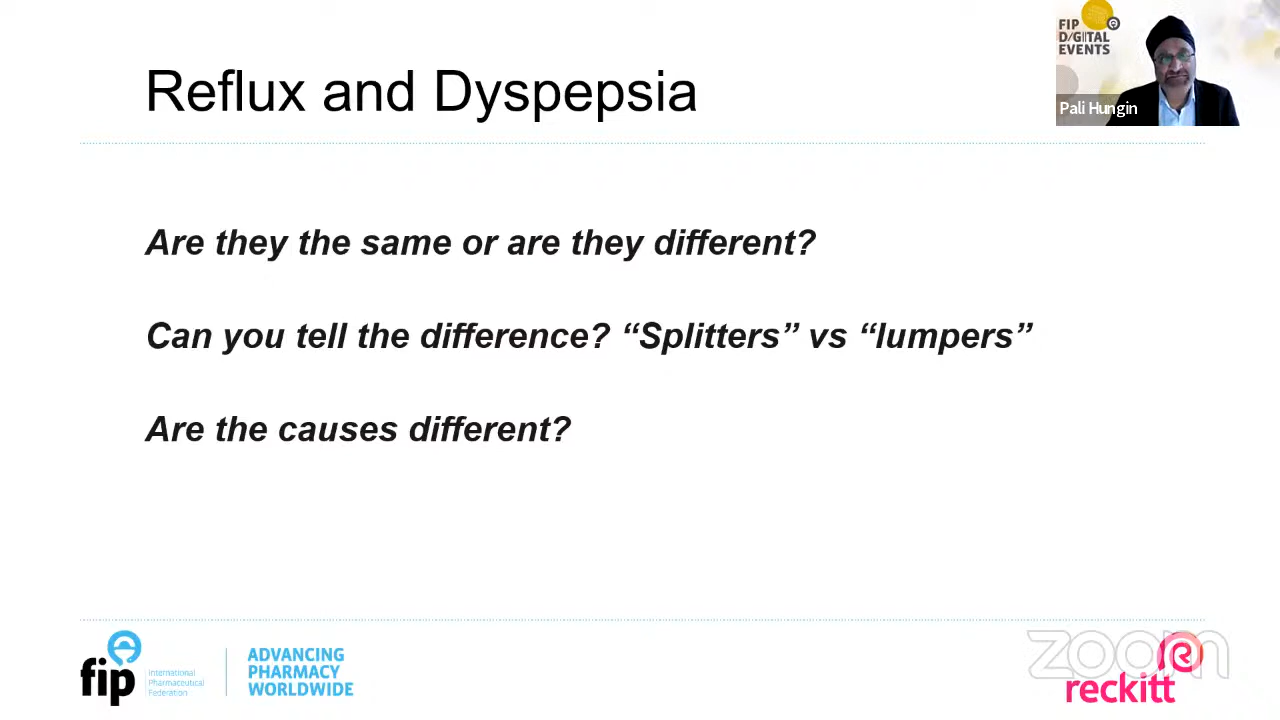 Reflux and Dyspepsia
FIP
DIGITAL
EVENTS
Pali Hungin
Are they the same or are they different?
Can you tell the difference? “Splitters” vs “lumpers”
Are the causes different?
fip
International
Pharmaceutical
Federation
ADVANCING
PHARMACY
WORLDWIDE
zoom
reckitt